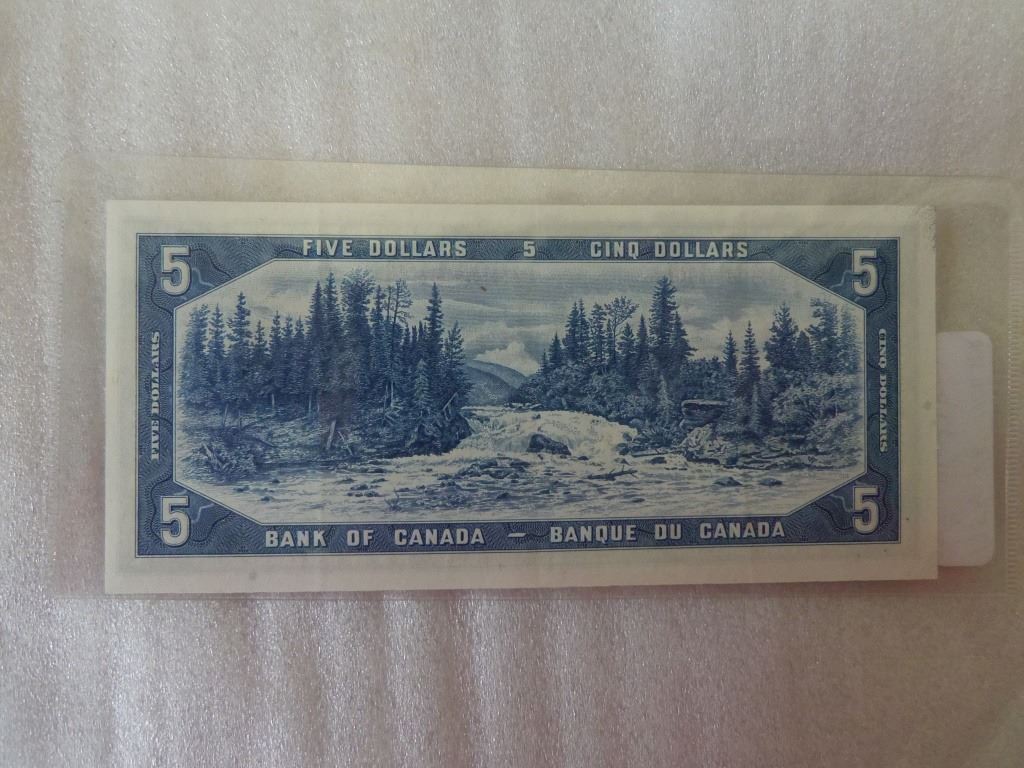 5 FIVE DOLLARS 5 CINQ DOLLARS 5
FIVE DOLLARS
CINQ DOLLARS
5 BANK OF CANADA — BANQUE DU CANADA 5